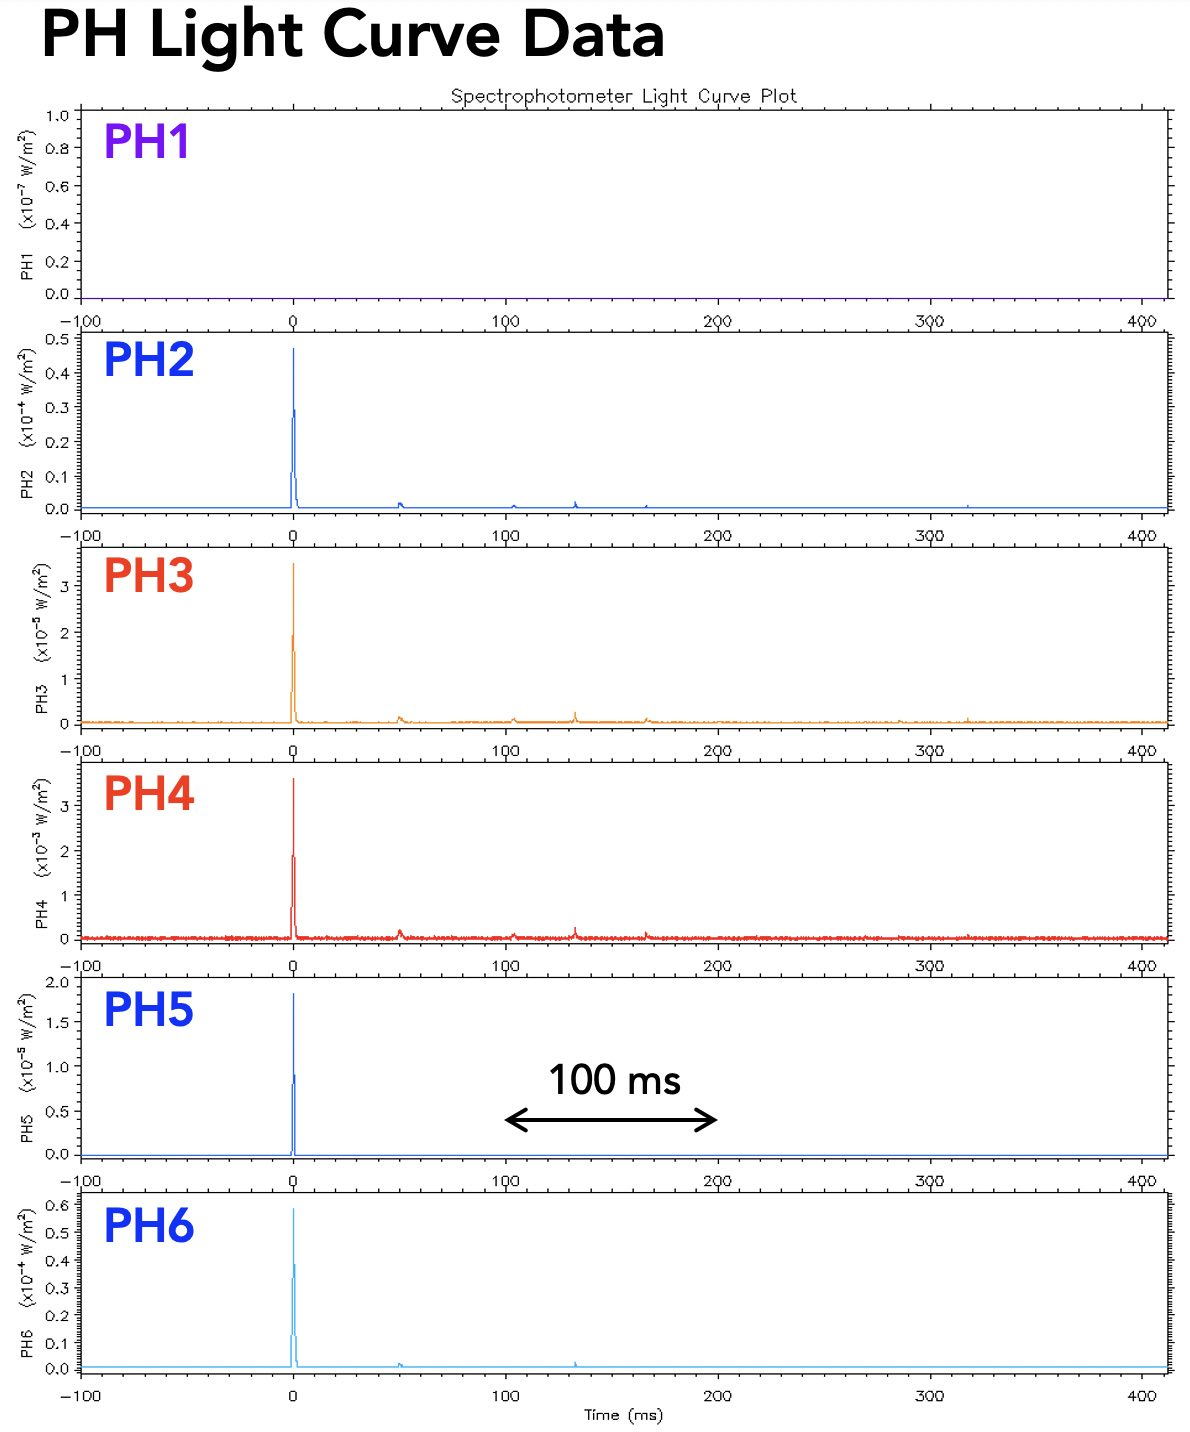 PH Light Curve Data
Spectrophotometer Light Curve Plot
PH1
PH1 (x10⁻⁷ W/m²)
1.0
0.8
0.6
0.4
0.2
0.0
−100 0 100 200 300 400
PH2
PH2 (x10⁻⁴ W/m²)
0.5
0.4
0.3
0.2
0.1
0.0
−100 0 100 200 300 400
PH3
PH3 (x10⁻⁵ W/m²)
3
2
1
0
−100 0 100 200 300 400
PH4
PH4 (x10⁻³ W/m²)
3
2
1
0
−100 0 100 200 300 400
PH5
PH5 (x10⁻⁵ W/m²)
2.0
1.5
1.0
0.5
0.0
100 ms
−100 0 100 200 300 400
PH6
PH6 (x10⁻⁴ W/m²)
0.6
0.5
0.4
0.3
0.2
0.1
0.0
−100 0 100 200 300 400
Time (ms)